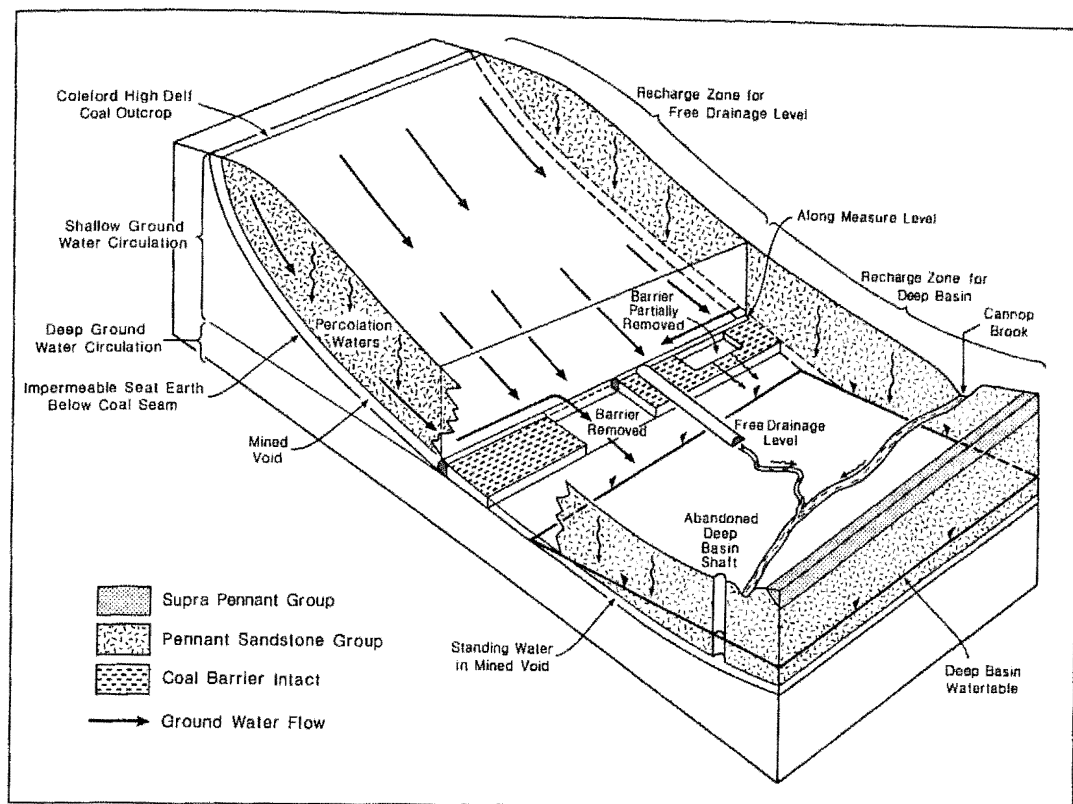 Coleford High Delf
Coal Outcrop
Recharge Zone for
Free Drainage Level
Shallow Ground
Water Circulation
Along Measure Level
Recharge Zone for
Deep Basin
Deep Ground
Water Circulation
Percolation
Waters
Barrier
Partially
Removed
Cannop
Brook
Impermeable Seat Earth
Below Coal Seam
Mined
Void
Barrier
Removed
Free Drainage
Level
Abandoned
Deep
Basin
Shaft
Supra Pennant Group
Pennant Sandstone Group
Coal Barrier Intact
Ground Water Flow
Standing Water
in Mined Void
Deep Basin
Watertable